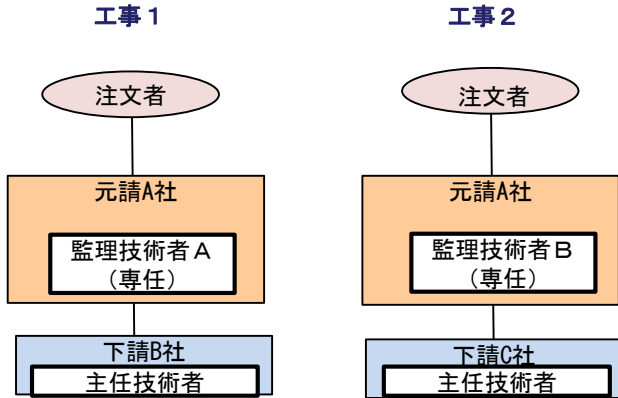 工事１
注文者
元請A社
監理技術者Ａ
（専任）
下請B社
主任技術者
工事２
注文者
元請A社
監理技術者Ｂ
（専任）
下請C社
主任技術者